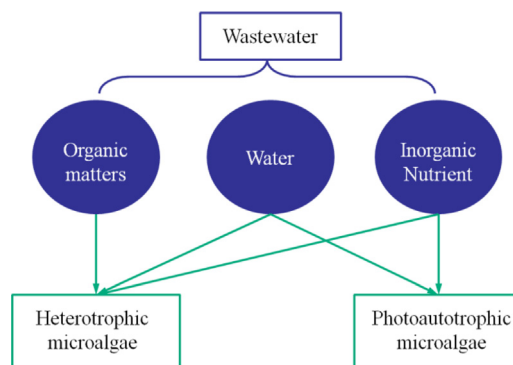 Wastewater
Organic
matters
Water
Inorganic
Nutrient
Heterotrophic
microalgae
Photoautotrophic
microalgae